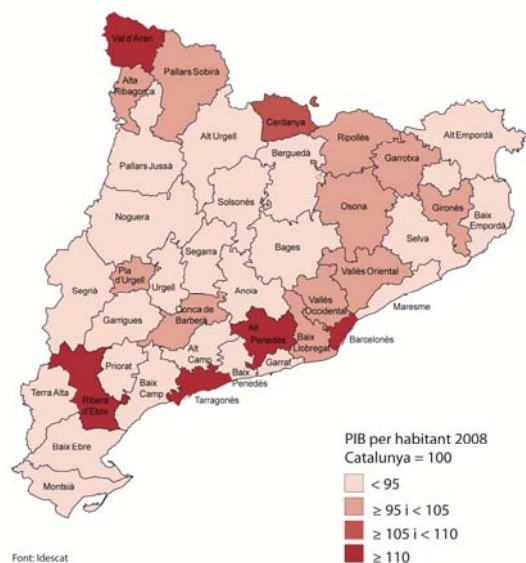 Val d'Aran
Alta
Ribagorça
Pallars Sobirà
Cerdanya
Alt Urgell
Ripollès
Alt Empordà
Garrotxa
Berguedà
Pallars Jussà
Solsonès
Osona
Gironès
Baix
Empordà
Noguera
Selva
Bages
Segarra
Vallès Oriental
Pla
d'Urgell
Urgell
Segrià
Anoia
Maresme
Vallès
Occidental
Garrigues
Conca de
Barberà
Alt
Penedès
Baix
Llobregat
Barcelonès
Alt
Camp
Garraf
Priorat
Baix
Penedès
Baix
Camp
Terra Alta
Ribera
d'Ebre
Tarragonès
Baix Ebre
Montsià
PIB per habitant 2008
Catalunya = 100
< 95
≥ 95 i < 105
≥ 105 i < 110
≥ 110
Font: Idescat